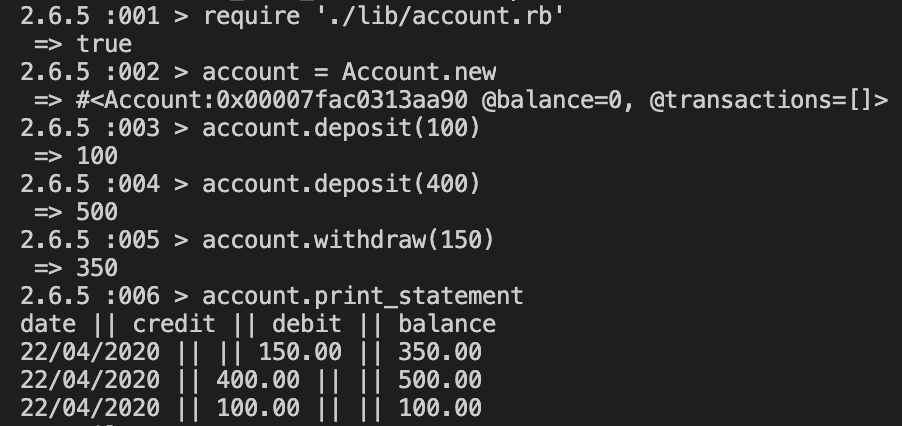 2.6.5 :001 > require './lib/account.rb'
 => true
2.6.5 :002 > account = Account.new
 => #<Account:0x00007fac0313aa90 @balance=0, @transactions=[]>
2.6.5 :003 > account.deposit(100)
 => 100
2.6.5 :004 > account.deposit(400)
 => 500
2.6.5 :005 > account.withdraw(150)
 => 350
2.6.5 :006 > account.print_statement
date || credit || debit || balance
22/04/2020 || || 150.00 || 350.00
22/04/2020 || 400.00 || || 500.00
22/04/2020 || 100.00 || || 100.00